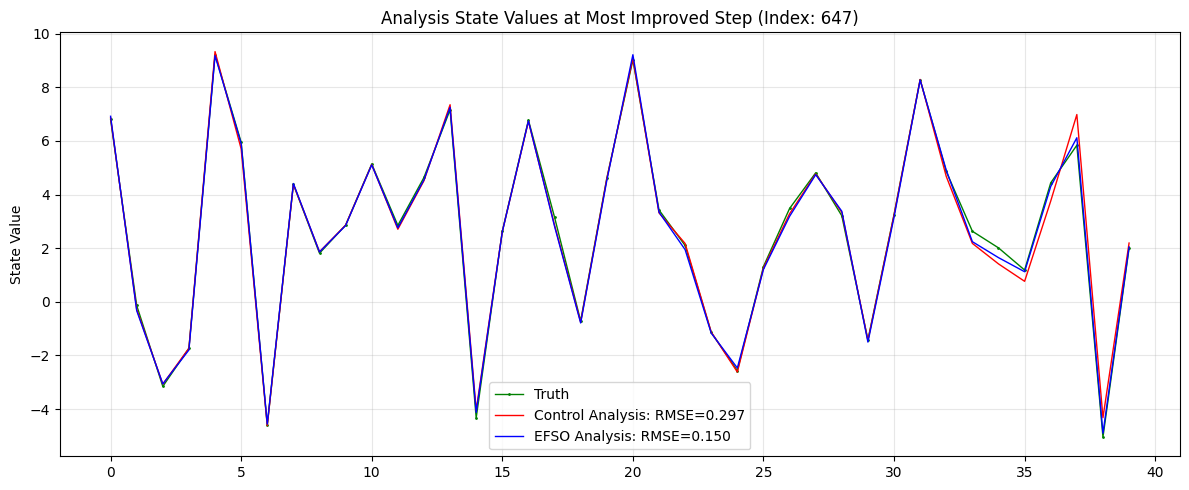 Analysis State Values at Most Improved Step (Index: 647)
State Value
10
8
6
4
2
0
−2
−4
Truth
Control Analysis: RMSE=0.297
EFSO Analysis: RMSE=0.150
0 5 10 15 20 25 30 35 40